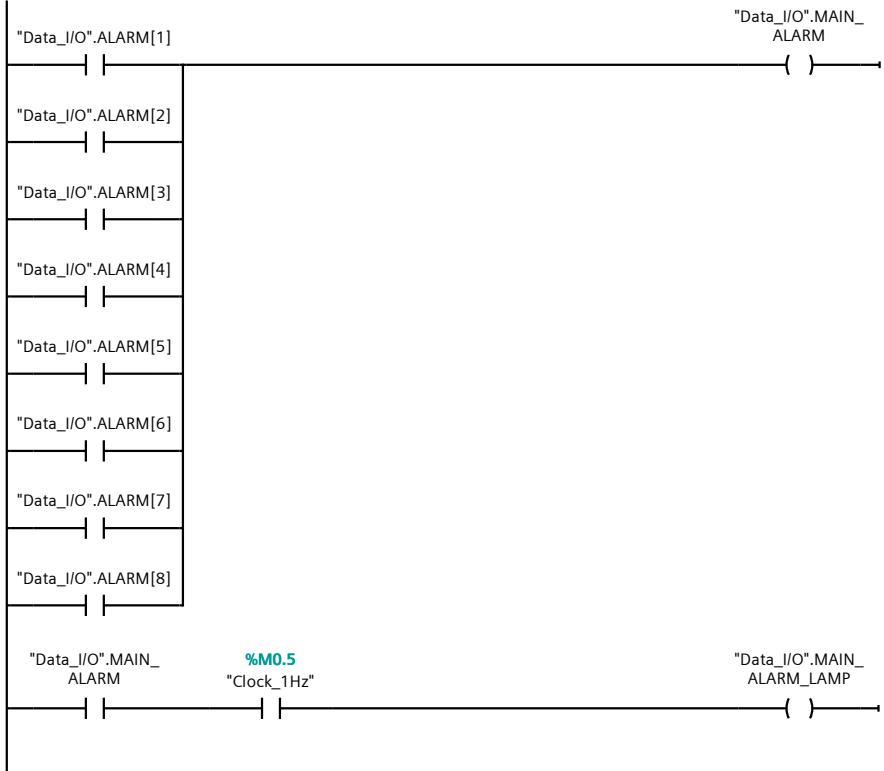 "Data_I/O".ALARM[1]
"Data_I/O".MAIN_
ALARM
"Data_I/O".ALARM[2]
"Data_I/O".ALARM[3]
"Data_I/O".ALARM[4]
"Data_I/O".ALARM[5]
"Data_I/O".ALARM[6]
"Data_I/O".ALARM[7]
"Data_I/O".ALARM[8]
"Data_I/O".MAIN_
ALARM
%M0.5
"Clock_1Hz"
"Data_I/O".MAIN_
ALARM_LAMP